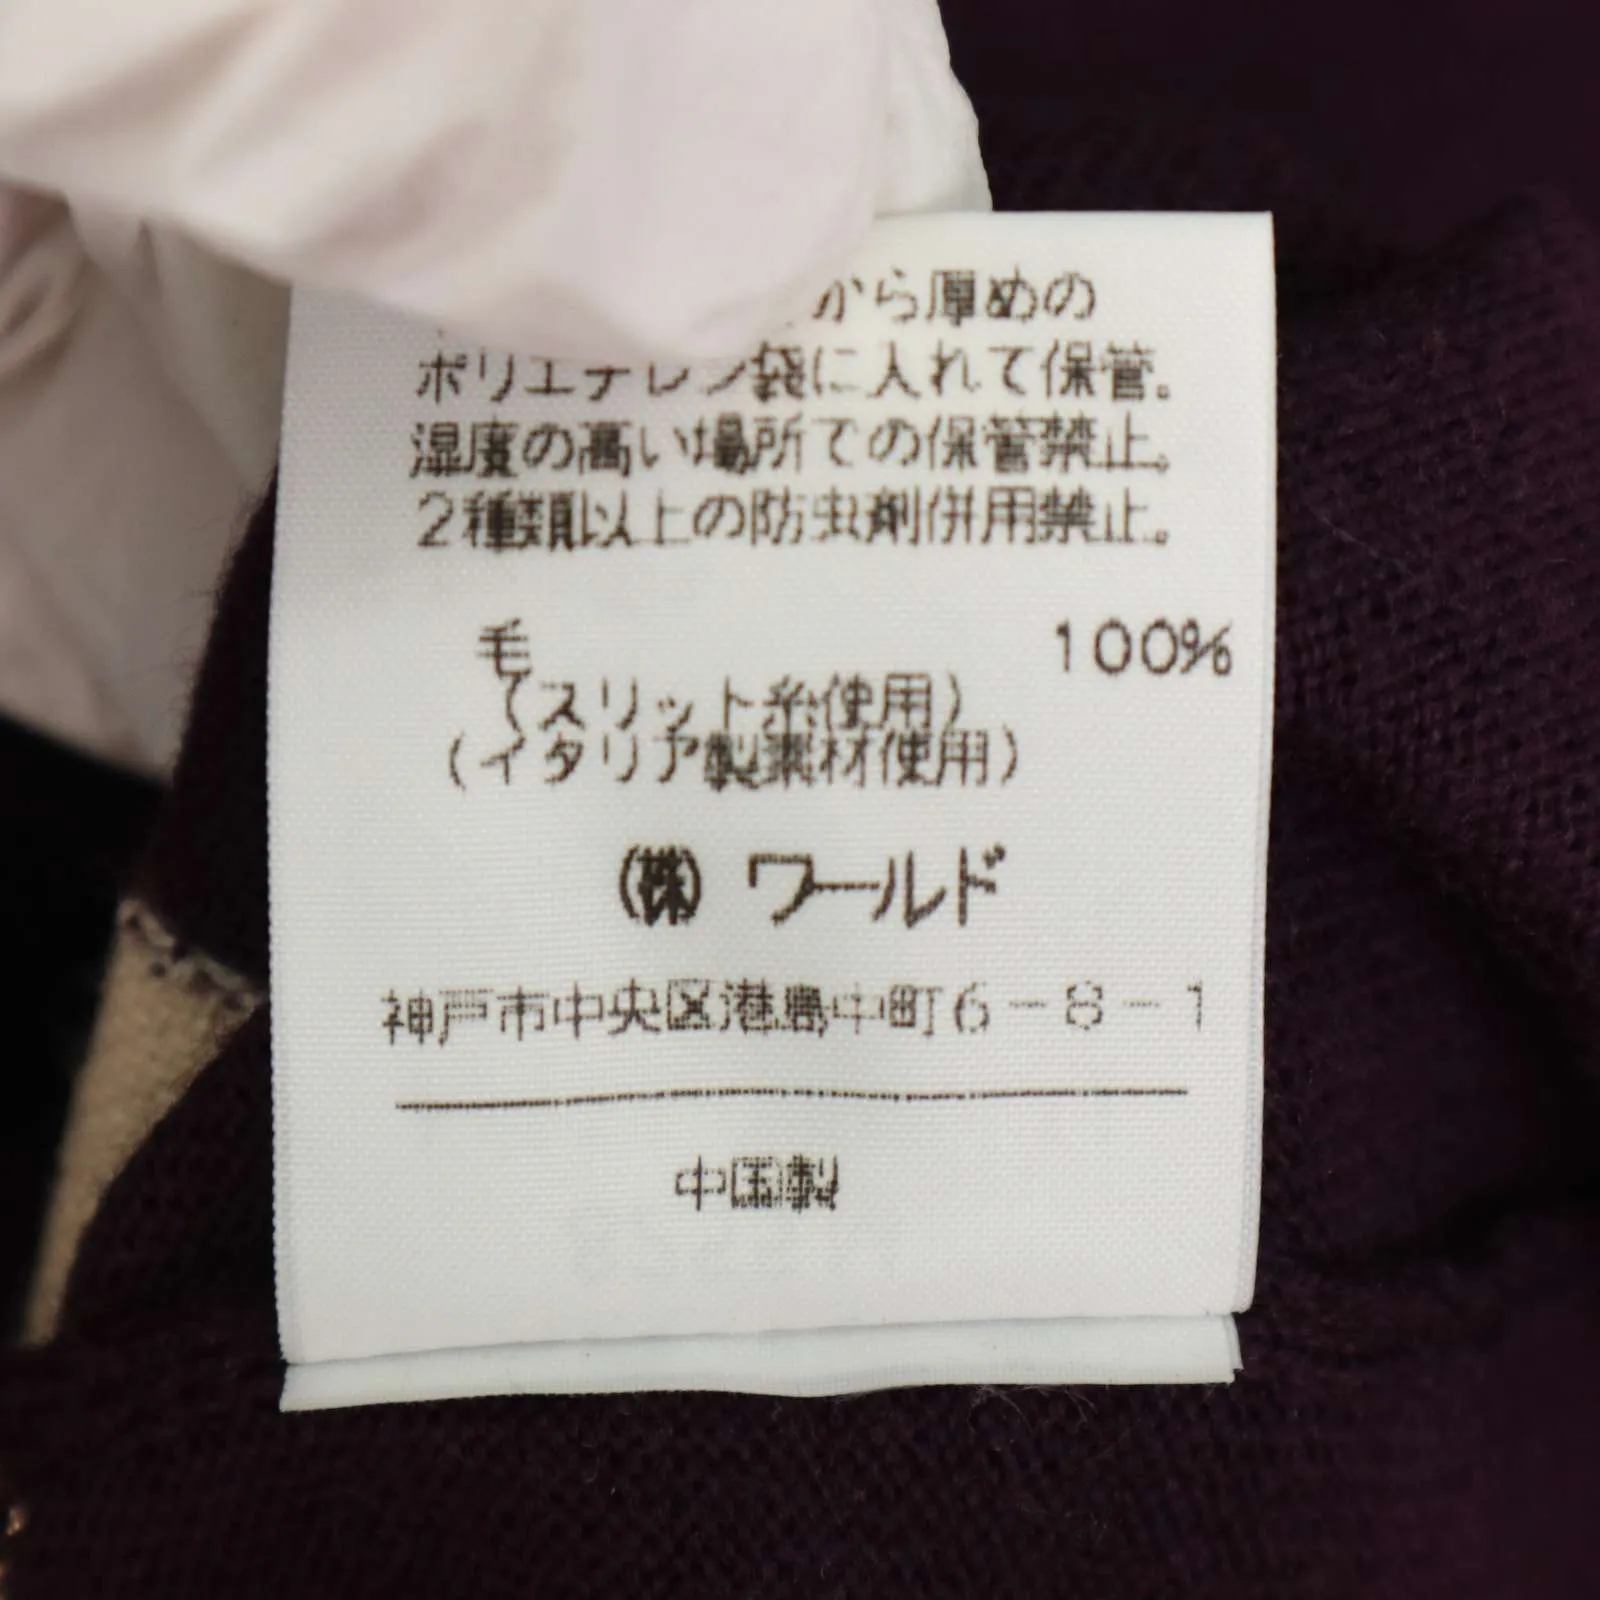 から厚めの
ポリエチレン袋に入れて保管。
湿度の高い場所での保管禁止。
2種類以上の防虫剤併用禁止。
毛 100%
(スリット糸使用)
(イタリア製素材使用)
(株) ワールド
神戸市中央区港島中町6-8-1
中国製